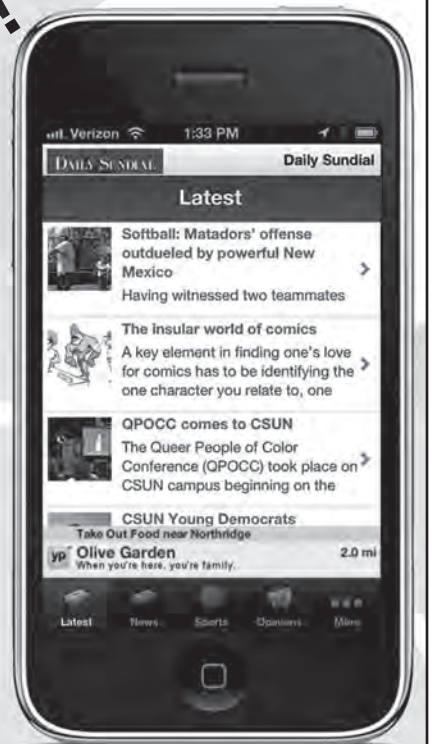 Verizon 1:33 PM
DAILY SUNDIAL Daily Sundial
Latest
Softball: Matadors' offense
outdueled by powerful New
Mexico
Having witnessed two teammates
The insular world of comics
A key element in finding one's love
for comics has to be identifying the
one character you relate to, one
QPOCC comes to CSUN
The Queer People of Color
Conference (QPOCC) took place on
CSUN campus beginning on the
CSUN Young Democrats
Take Out Food near Northridge
yp Olive Garden 2.0 mi
When you're here, you're family.
Latest News Sports Opinions More